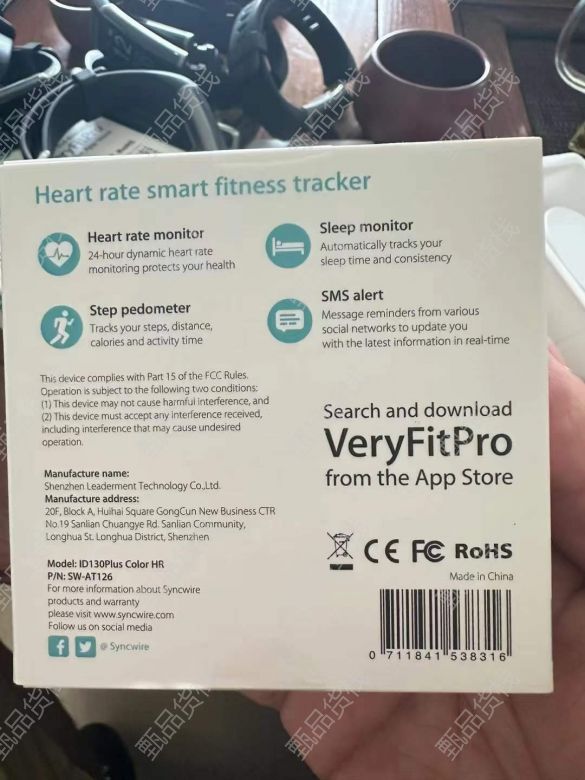 Heart rate smart fitness tracker
Heart rate monitor
24-hour dynamic heart rate
monitoring protects your health
Sleep monitor
Automatically tracks your
sleep time and consistency
Step pedometer
Tracks your steps, distance,
calories and activity time
SMS alert
Message reminders from various
social networks to update you
with the latest information in real-time
This device complies with Part 15 of the FCC Rules.
Operation is subject to the following two conditions:
(1) This device may not cause harmful interference, and
(2) This device must accept any interference received,
including interference that may cause undesired
operation.
Search and download
VeryFitPro
from the App Store
Manufacture name:
Shenzhen Leaderment Technology Co.,Ltd.
Manufacture address:
20F, Block A, Huihai Square GongCun New Business CTR
No.19 Sanlian Chuangye Rd. Sanlian Community,
Longhua St. Longhua District, Shenzhen
Model: ID130Plus Color HR
P/N: SW-AT126
For more information about Syncwire
products and warranty
please visit www.syncwire.com
Follow us on social media
@ Syncwire
CE FC RoHS
Made in China
0 711841 538316
甄品货栈